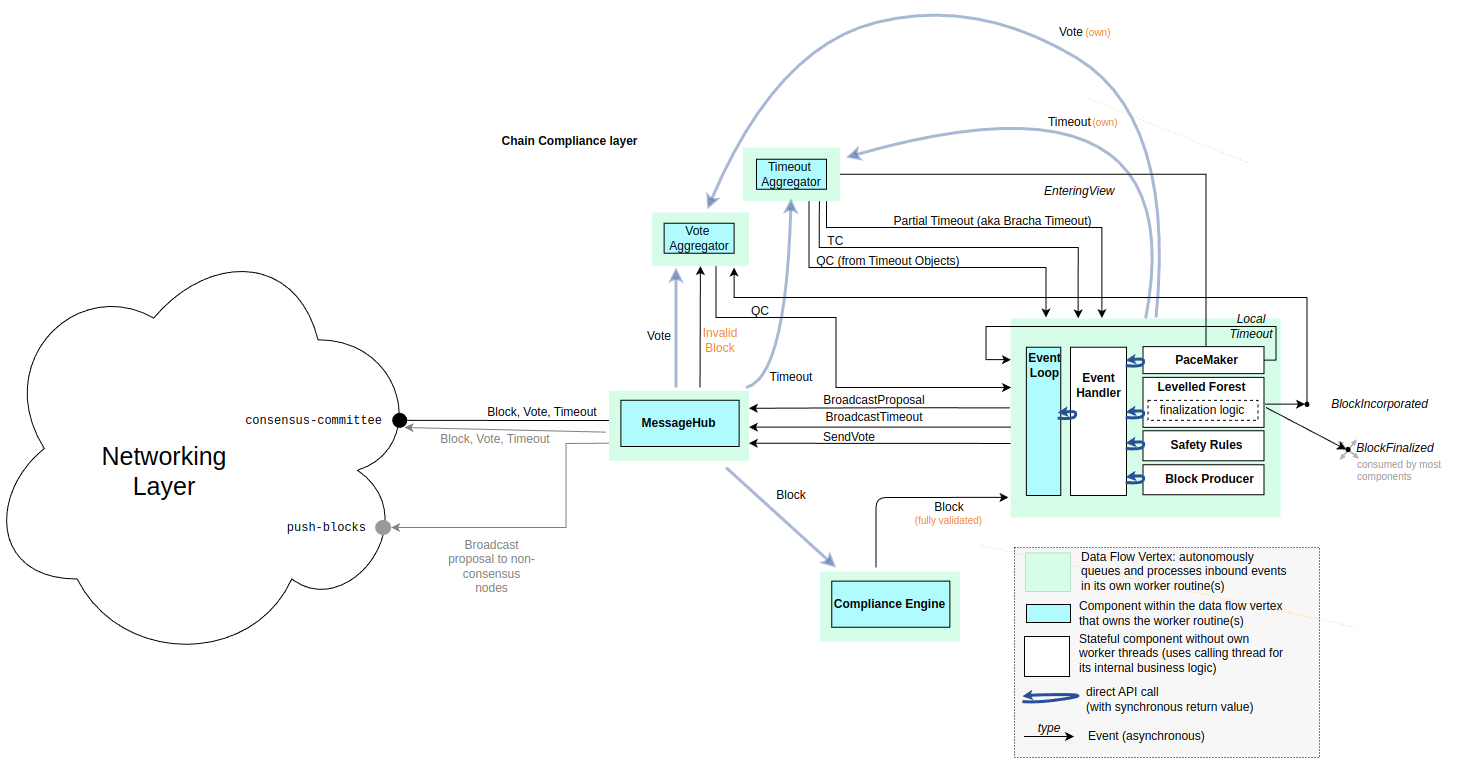 Vote (own)
Timeout (own)
Chain Compliance layer
Timeout
Aggregator
EnteringView
Partial Timeout (aka Bracha Timeout)
Vote
Aggregator
TC
QC (from Timeout Objects)
QC
Local
Timeout
Vote
Invalid
Block
Timeout
Event
Loop
Event
Handler
PaceMaker
Levelled Forest
finalization logic
Safety Rules
Block Producer
BlockIncorporated
BlockFinalized
consumed by most
components
BroadcastProposal
BroadcastTimeout
SendVote
MessageHub
Block, Vote, Timeout
Block, Vote, Timeout
consensus-committee
Networking
Layer
push-blocks
Broadcast
proposal to non-
consensus
nodes
Block
Block
(fully validated)
Compliance Engine
Data Flow Vertex: autonomously
queues and processes inbound events
in its own worker routine(s)
Component within the data flow vertex
that owns the worker routine(s)
Stateful component without own
worker threads (uses calling thread for
its internal business logic)
direct API call
(with synchronous return value)
type
Event (asynchronous)